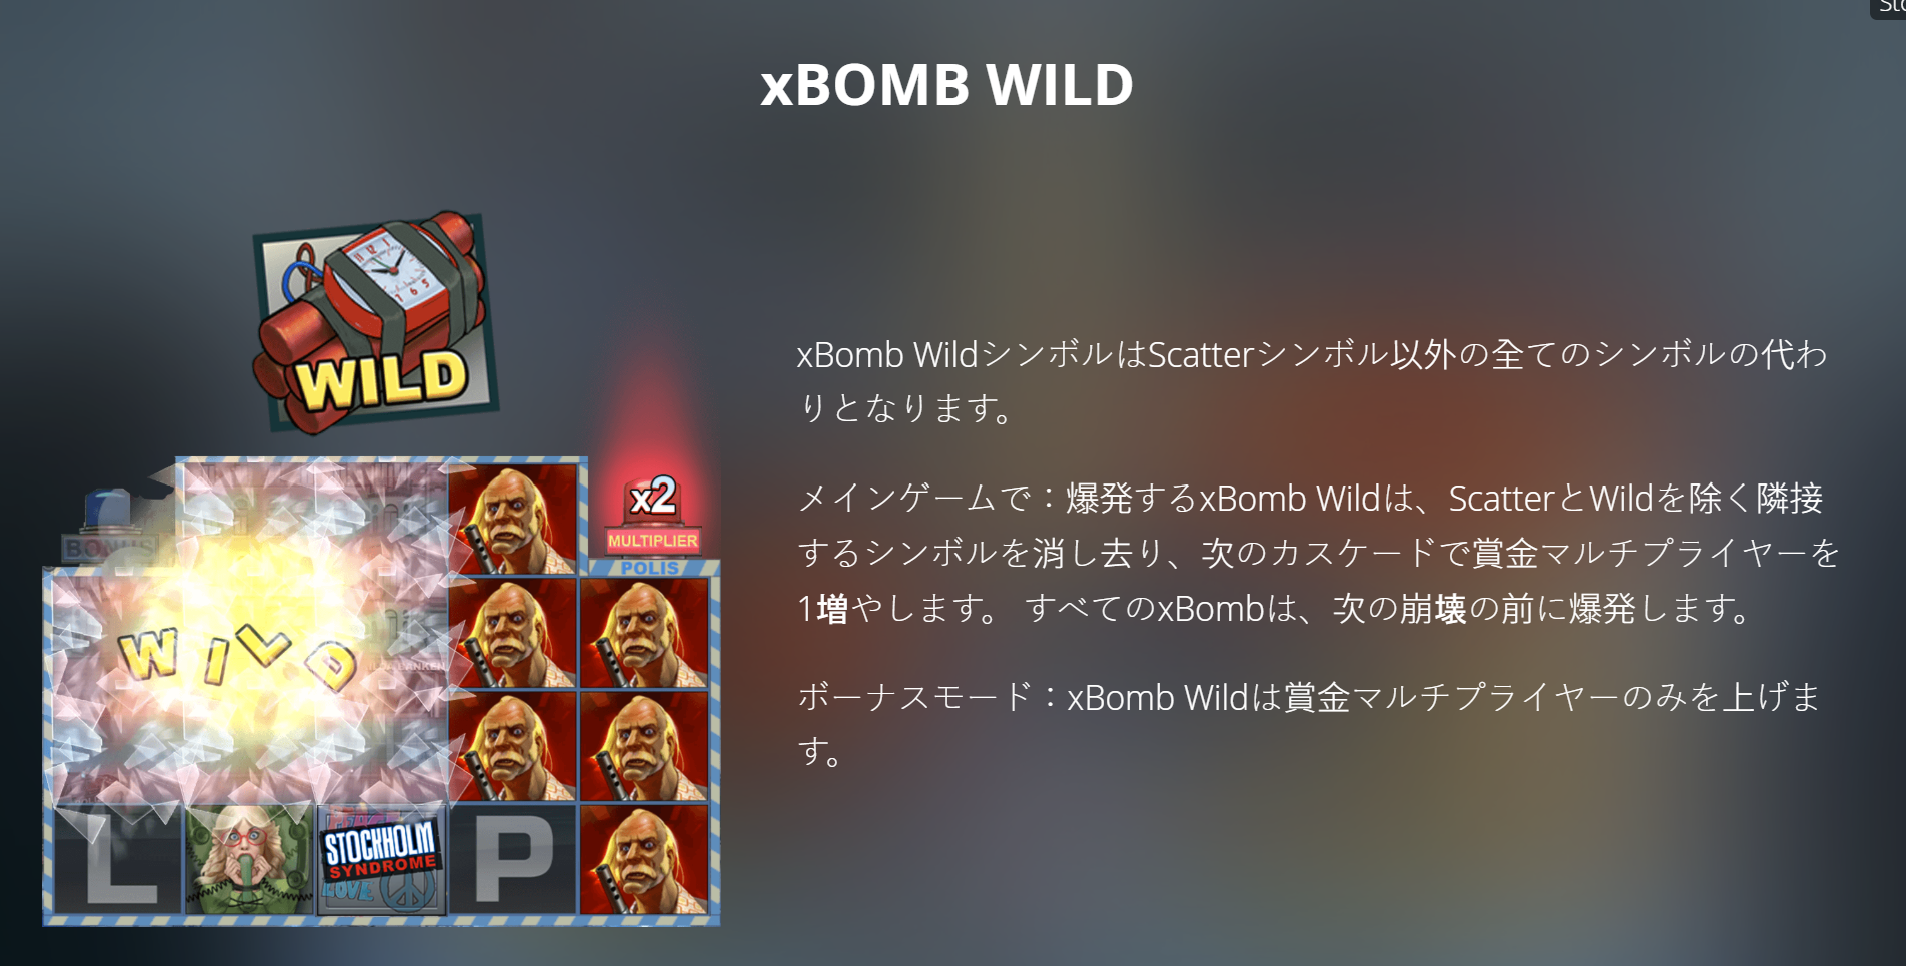 Sto
xBOMB WILD
WILD
x2
MULTIPLIER
BONUS
POLIS
WILD
BANKEN
L
STOCKHOLM
SYNDROME
LOVE
P
xBomb WildシンボルはScatterシンボル以外の全てのシンボルの代わ
りとなります。
メインゲームで：爆発するxBomb Wildは、ScatterとWildを除く隣接
するシンボルを消し去り、次のカスケードで賞金マルチプライヤーを
1増やします。 すべてのxBombは、次の崩壊の前に爆発します。
ボーナスモード：xBomb Wildは賞金マルチプライヤーのみを上げま
す。